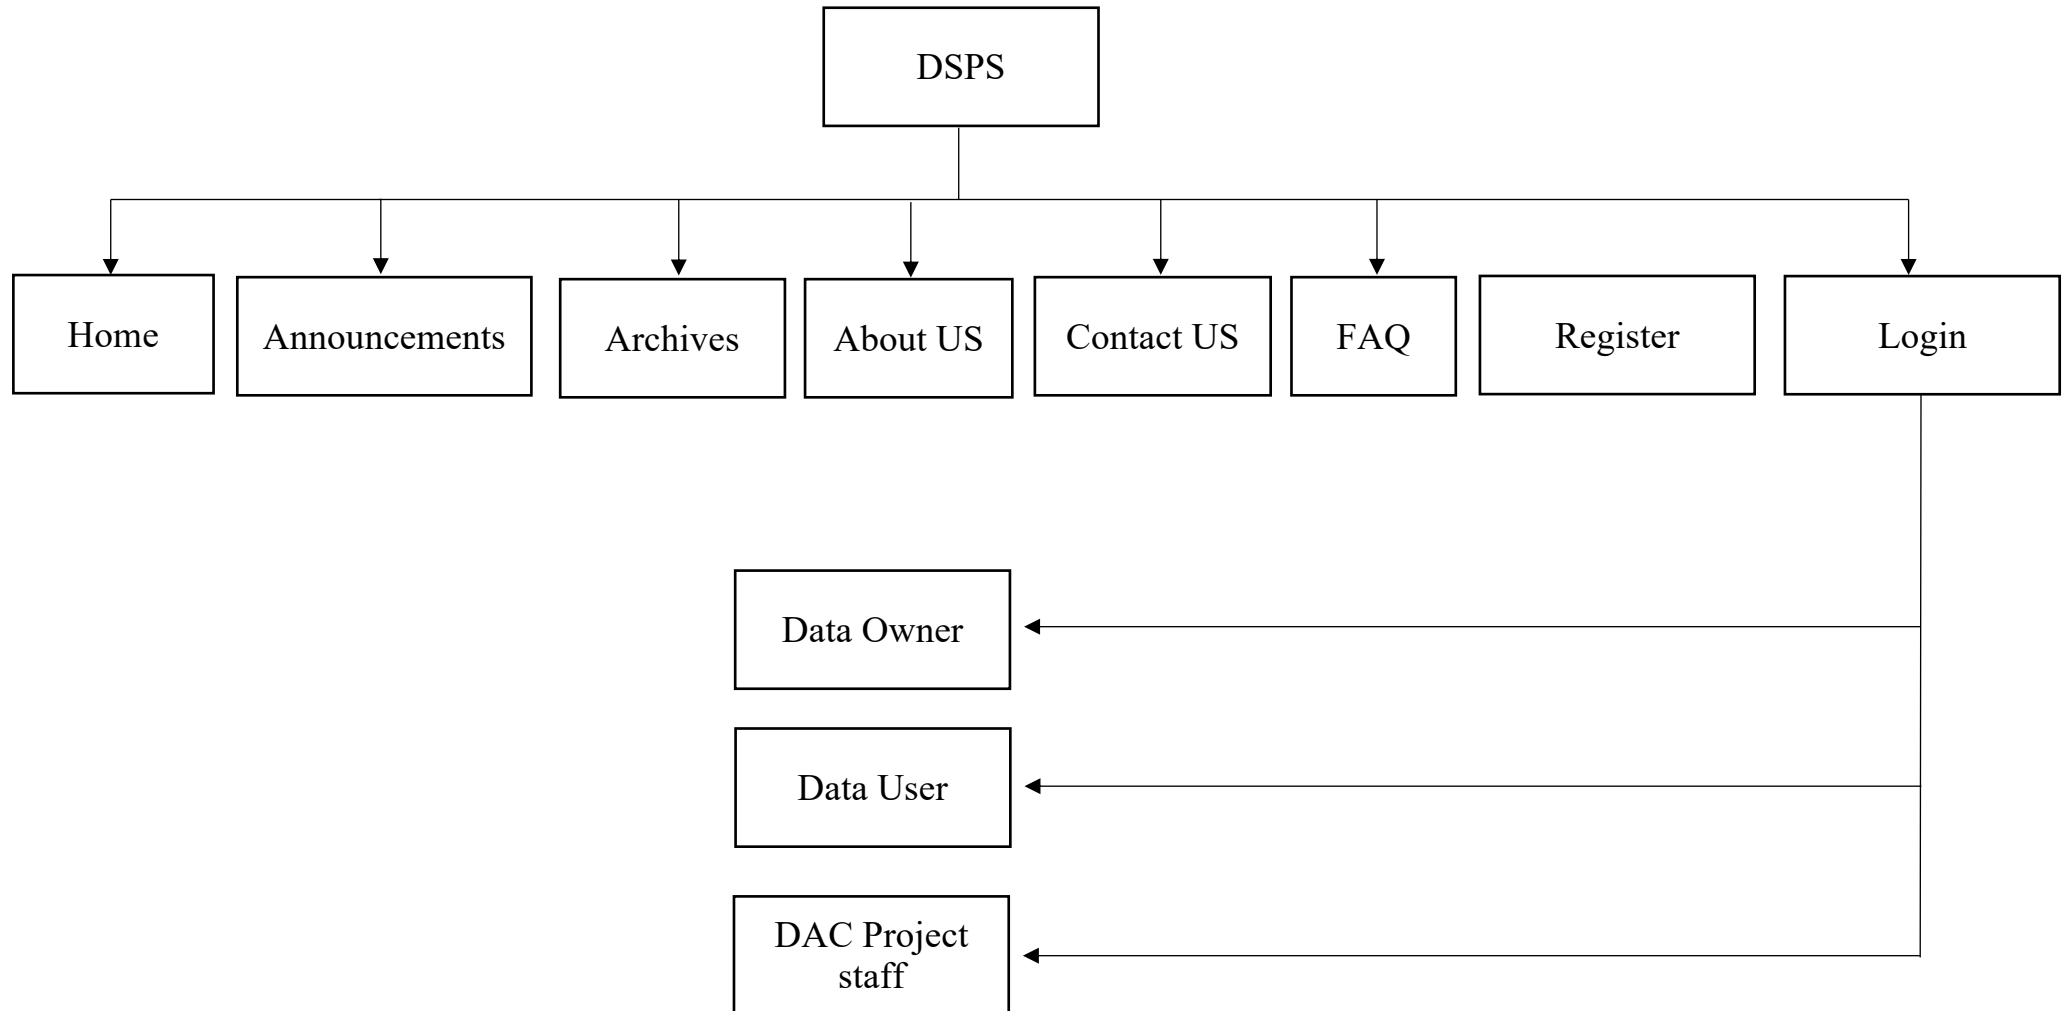 DSPS
Home
Announcements
Archives
About US
Contact US
FAQ
Register
Login
Data Owner
Data User
DAC Project
staff